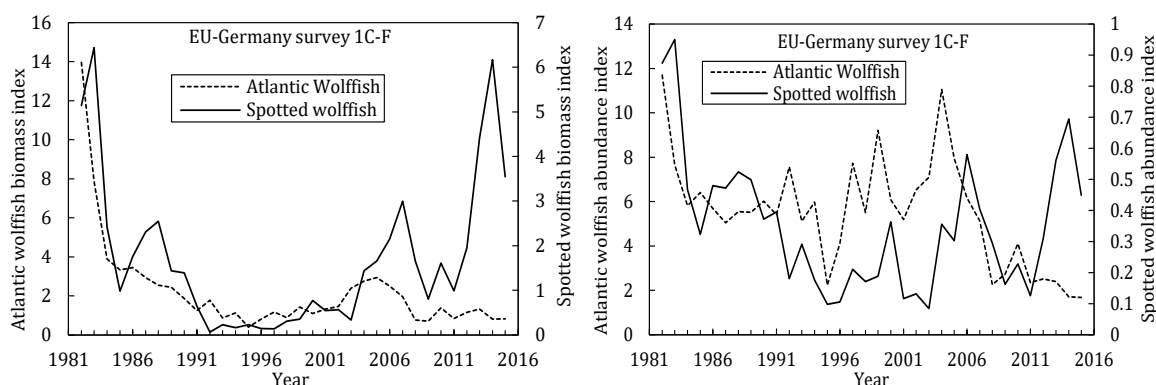 EU-Germany survey 1C-F
Atlantic Wolffish
Spotted wolffish
Atlantic wolffish biomass index
16
14
12
10
8
6
4
2
0
7
6
5
4
3
2
1
0
Spotted wolffish biomass index
1981 1986 1991 1996 2001 2006 2011 2016
Year
EU-Germany survey 1C-F
Atlantic Wolffish
Spotted wolffish
Atlantic wolffish abundance index
14
12
10
8
6
4
2
0
1
0.9
0.8
0.7
0.6
0.5
0.4
0.3
0.2
0.1
0
Spotted wolffish abundance index
1981 1986 1991 1996 2001 2006 2011 2016
Year